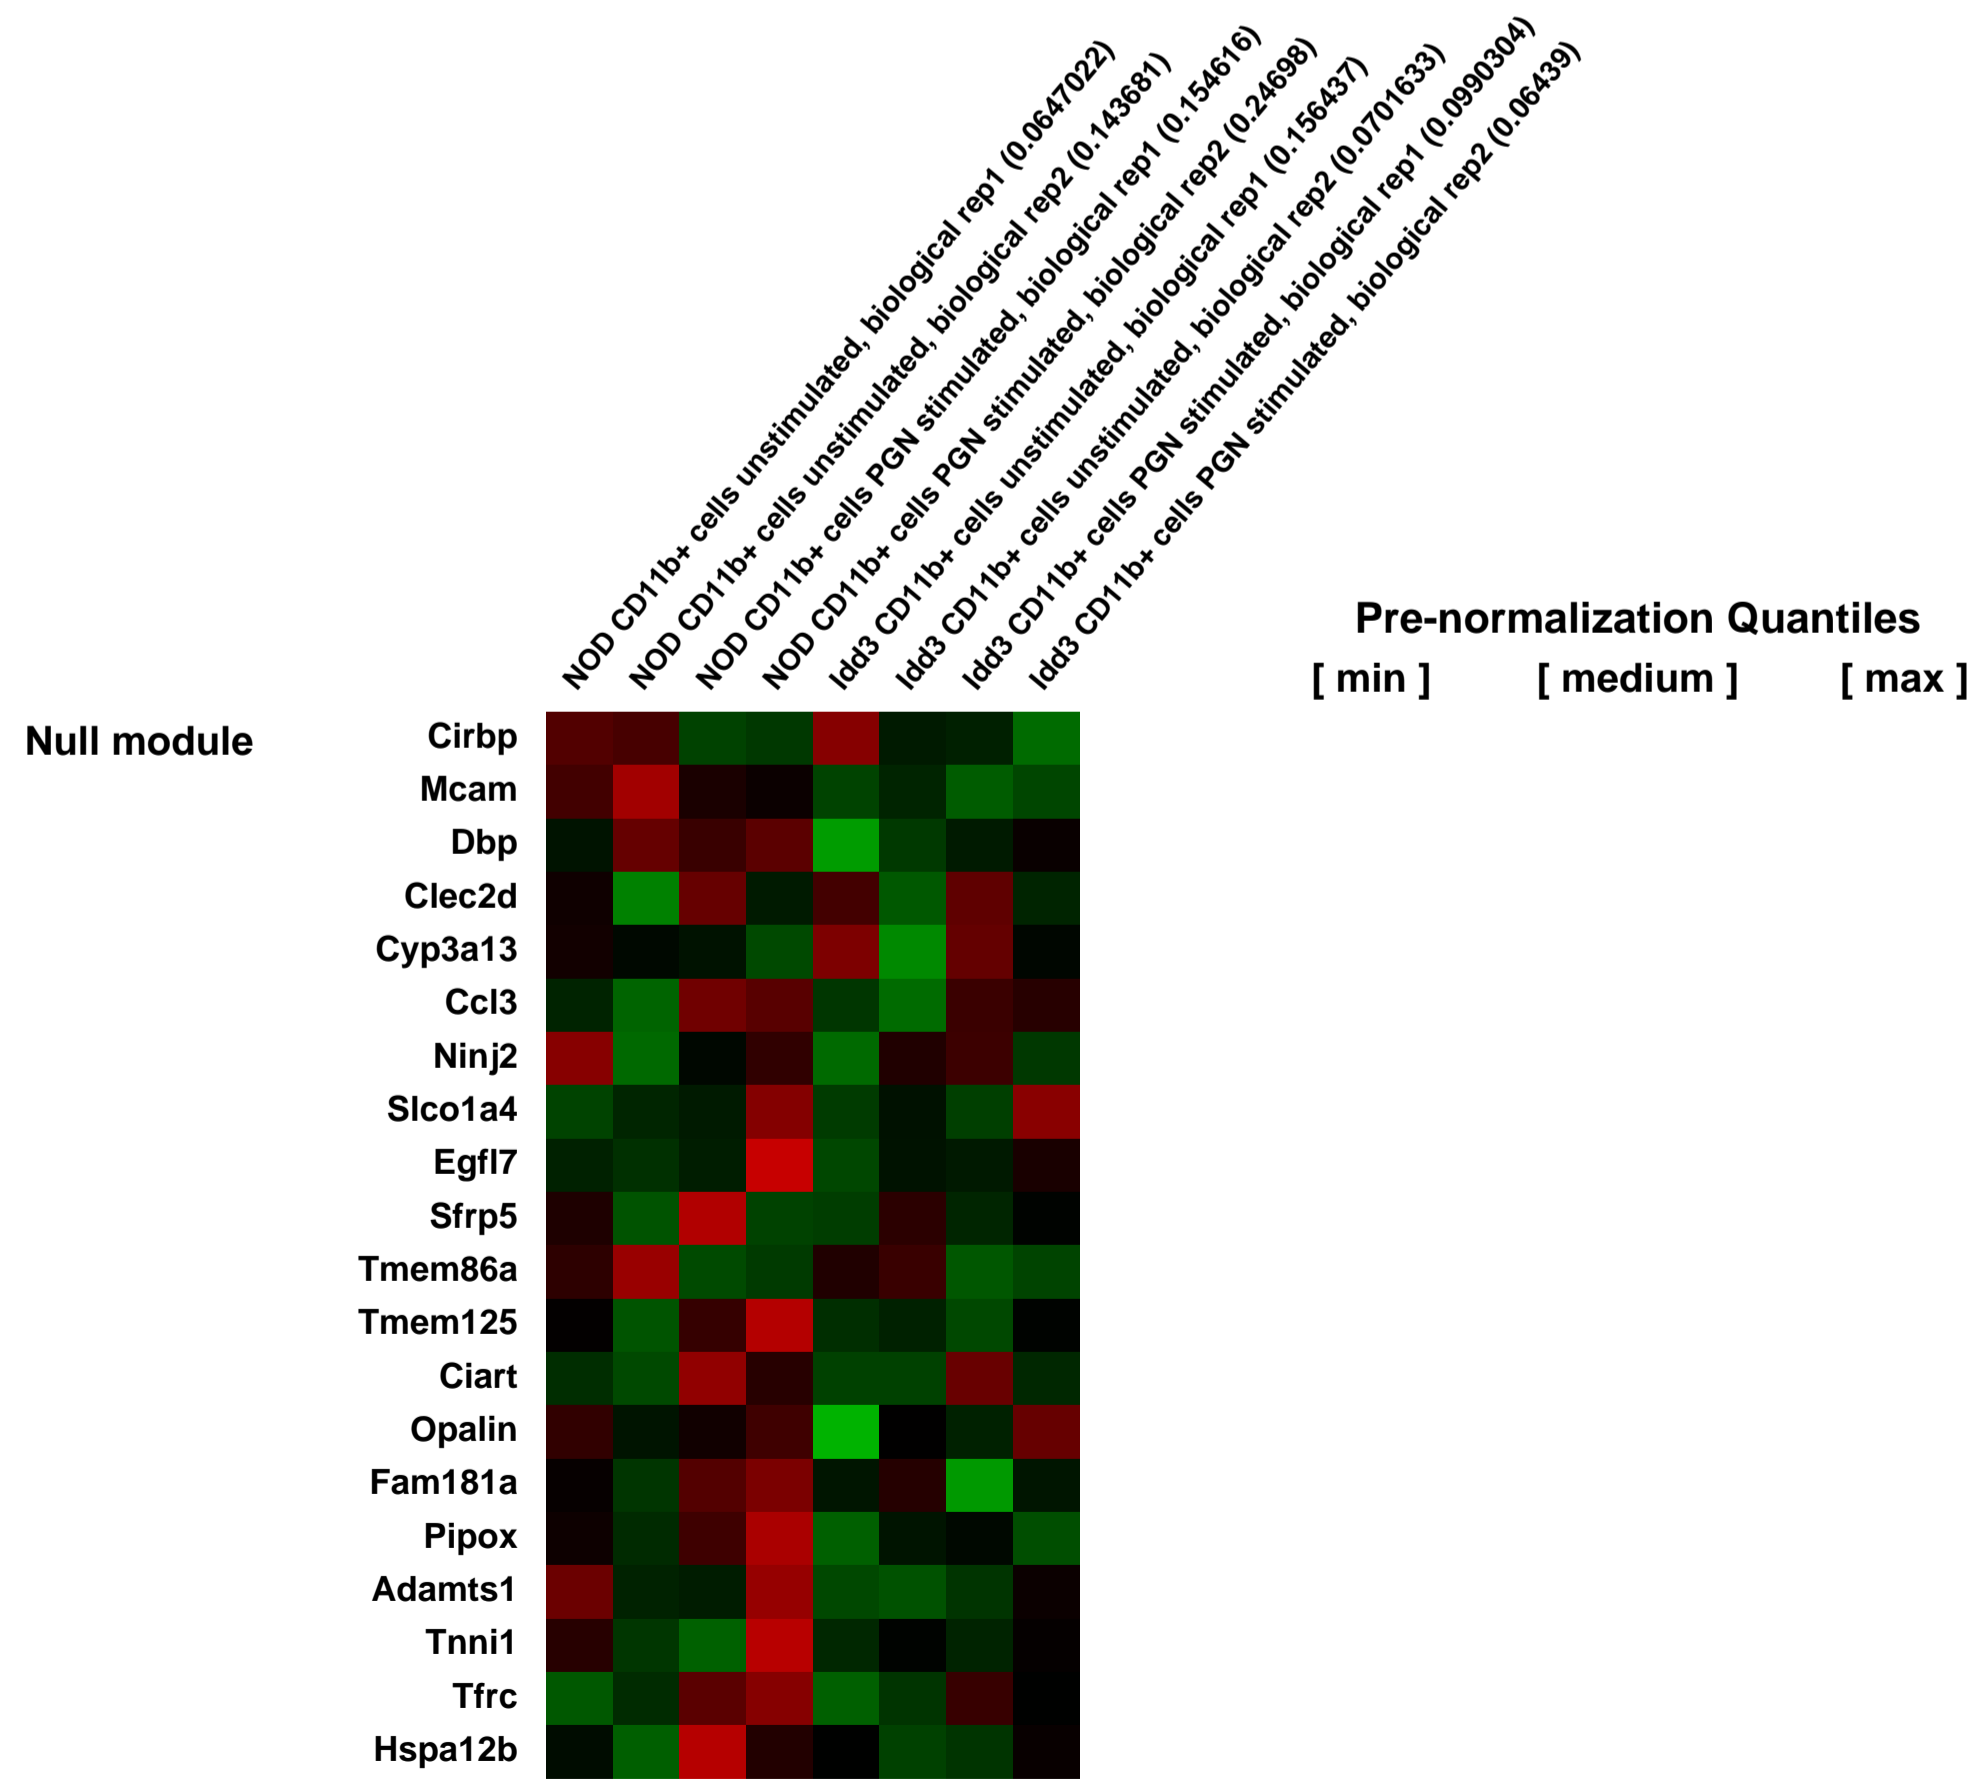 NOD CD11b+ cells unstimulated, biological rep1 (0.0647022)
NOD CD11b+ cells unstimulated, biological rep2 (0.143681)
NOD CD11b+ cells PGN stimulated, biological rep1 (0.154616)
NOD CD11b+ cells PGN stimulated, biological rep2 (0.24698)
Idd3 CD11b+ cells unstimulated, biological rep1 (0.156437)
Idd3 CD11b+ cells unstimulated, biological rep2 (0.0701633)
Idd3 CD11b+ cells PGN stimulated, biological rep1 (0.0990304)
Idd3 CD11b+ cells PGN stimulated, biological rep2 (0.06439)
Pre-normalization Quantiles
[ min ] [ medium ] [ max ]
Null module
Cirbp
Mcam
Dbp
Clec2d
Cyp3a13
Ccl3
Ninj2
Slco1a4
Egfl7
Sfrp5
Tmem86a
Tmem125
Ciart
Opalin
Fam181a
Pipox
Adamts1
Tnni1
Tfrc
Hspa12b